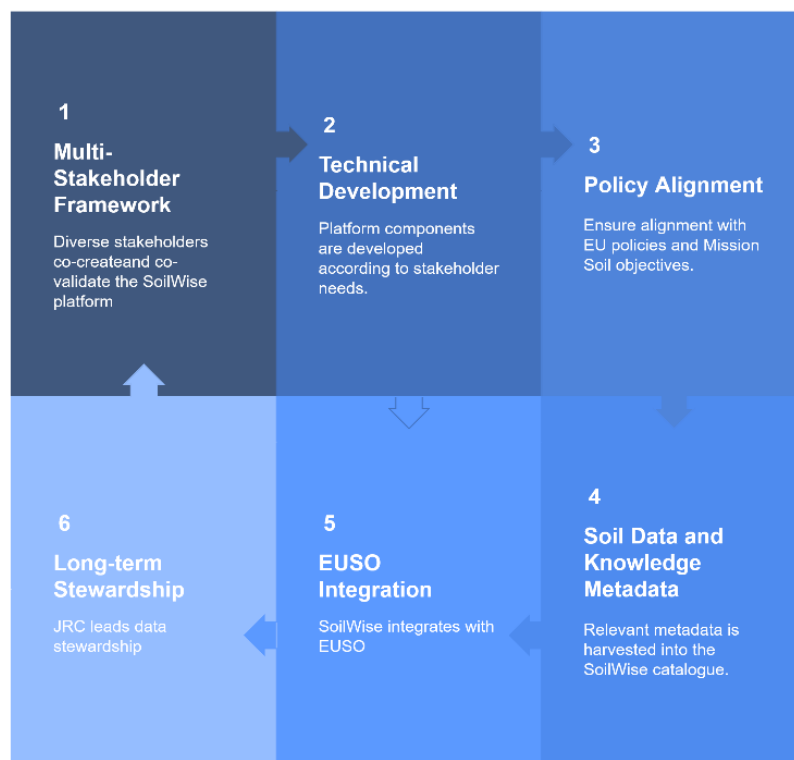 1
Multi-
Stakeholder
Framework
Diverse stakeholders
co-createand co-
validate the SoilWise
platform
2
Technical
Development
Platform components
are developed
according to stakeholder
needs.
3
Policy Alignment
Ensure alignment with
EU policies and Mission
Soil objectives.
4
Soil Data and
Knowledge
Metadata
Relevant metadata is
harvested into the
SoilWise catalogue.
5
EUSO
Integration
SoilWise integrates with
EUSO
6
Long-term
Stewardship
JRC leads data
stewardship